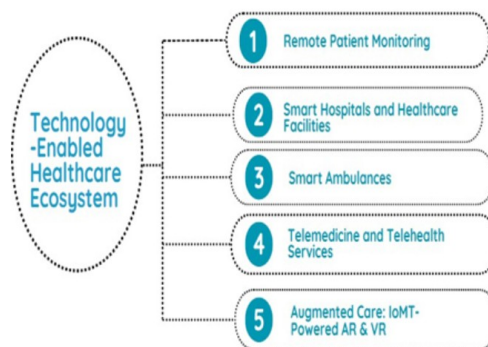 Technology
-Enabled
Healthcare
Ecosystem
1
Remote Patient Monitoring
2
Smart Hospitals and Healthcare
Facilities
3
Smart Ambulances
4
Telemedicine and Telehealth
Services
5
Augmented Care: IoMT-
Powered AR & VR